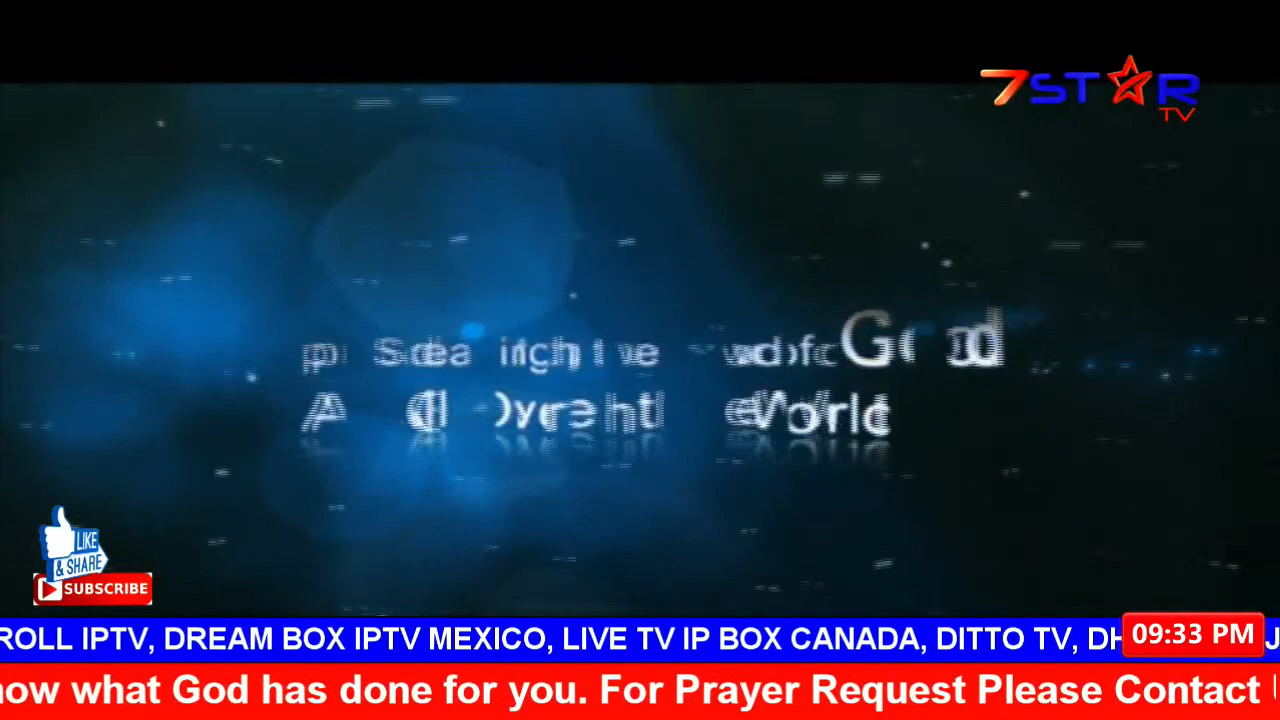 7STAR
TV
God
World
LIKE
& SHARE
SUBSCRIBE
ROLL IPTV, DREAM BOX IPTV MEXICO, LIVE TV IP BOX CANADA, DITTO TV, DH
09:33 PM
now what God has done for you. For Prayer Request Please Contact